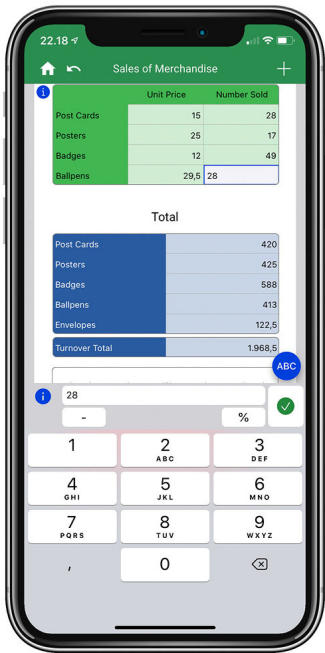 22.18
Sales of Merchandise
Unit Price Number Sold
Post Cards 15 28
Posters 25 17
Badges 12 49
Ballpens 29,5 28
Total
Post Cards 420
Posters 425
Badges 588
Ballpens 413
Envelopes 122,5
Turnover Total 1.968,5
ABC
28
- %
1 2 3
ABC DEF
4 5 6
GHI JKL MNO
7 8 9
PQRS TUV WXYZ
, 0